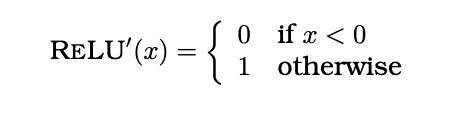 RELU′(x) = { 0 if x < 0
1 otherwise